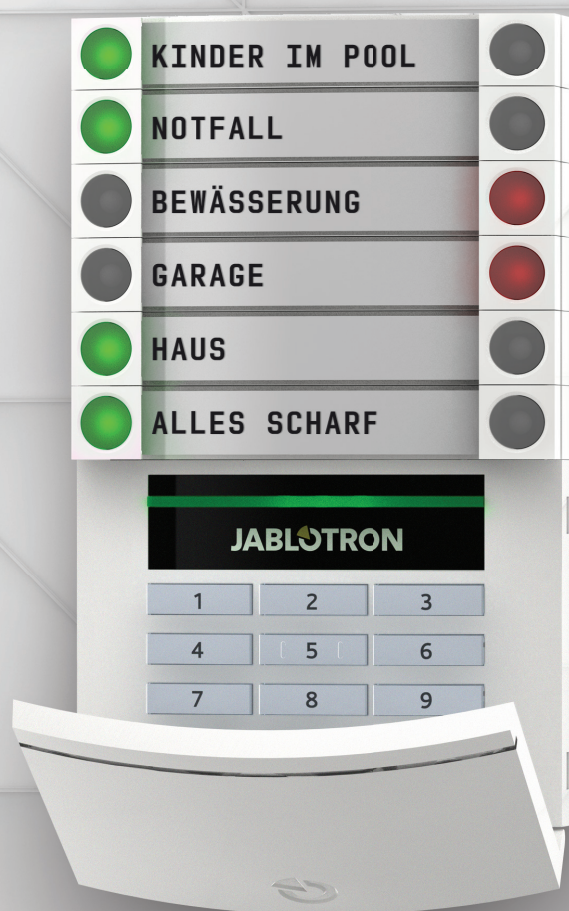 KINDER IM POOL
NOTFALL
BEWÄSSERUNG
GARAGE
HAUS
ALLES SCHARF
JABLOTRON
1 2 3
4 5 6
7 8 9